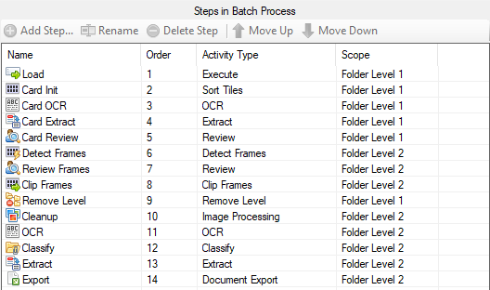 Steps in Batch Process
Add Step... Rename Delete Step Move Up Move Down
Name Order Activity Type Scope
Load 1 Execute Folder Level 1
Card Init 2 Sort Tiles Folder Level 1
Card OCR 3 OCR Folder Level 1
Card Extract 4 Extract Folder Level 1
Card Review 5 Review Folder Level 1
Detect Frames 6 Detect Frames Folder Level 2
Review Frames 7 Review Folder Level 2
Clip Frames 8 Clip Frames Folder Level 2
Remove Level 9 Remove Level Folder Level 1
Cleanup 10 Image Processing Folder Level 2
OCR 11 OCR Folder Level 2
Classify 12 Classify Folder Level 2
Extract 13 Extract Folder Level 2
Export 14 Document Export Folder Level 2